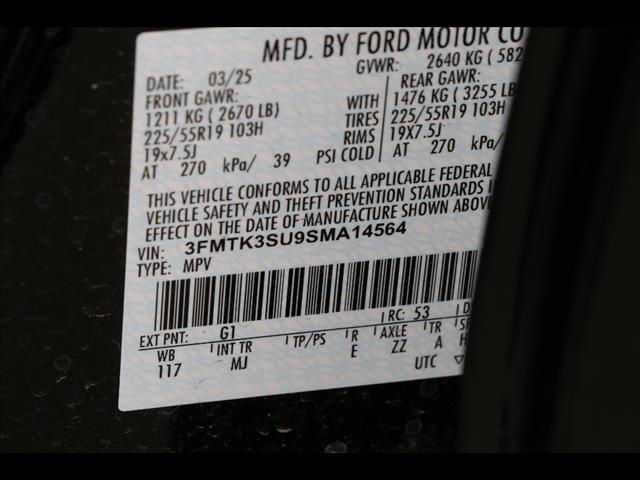 MFD. BY FORD MOTOR CO
DATE: 03/25 GVWR: 2640 KG ( 582
FRONT GAWR: REAR GAWR:
1211 KG ( 2670 LB) WITH 1476 KG ( 3255 LB
225/55R19 103H TIRES 225/55R19 103H
19x7.5J RIMS 19X7.5J
AT 270 kPa/ 39 PSI COLD AT 270 kPa/
THIS VEHICLE CONFORMS TO ALL APPLICABLE FEDERAL
VEHICLE SAFETY AND THEFT PREVENTION STANDARDS I
EFFECT ON THE DATE OF MANUFACTURE SHOWN ABOVE
VIN: 3FMTK3SU9SMA14564
TYPE: MPV
EXT PNT: G1 RC: 53 D
WB INT TR TP/PS R AXLE TR S
117 MJ E ZZ A H
UTC